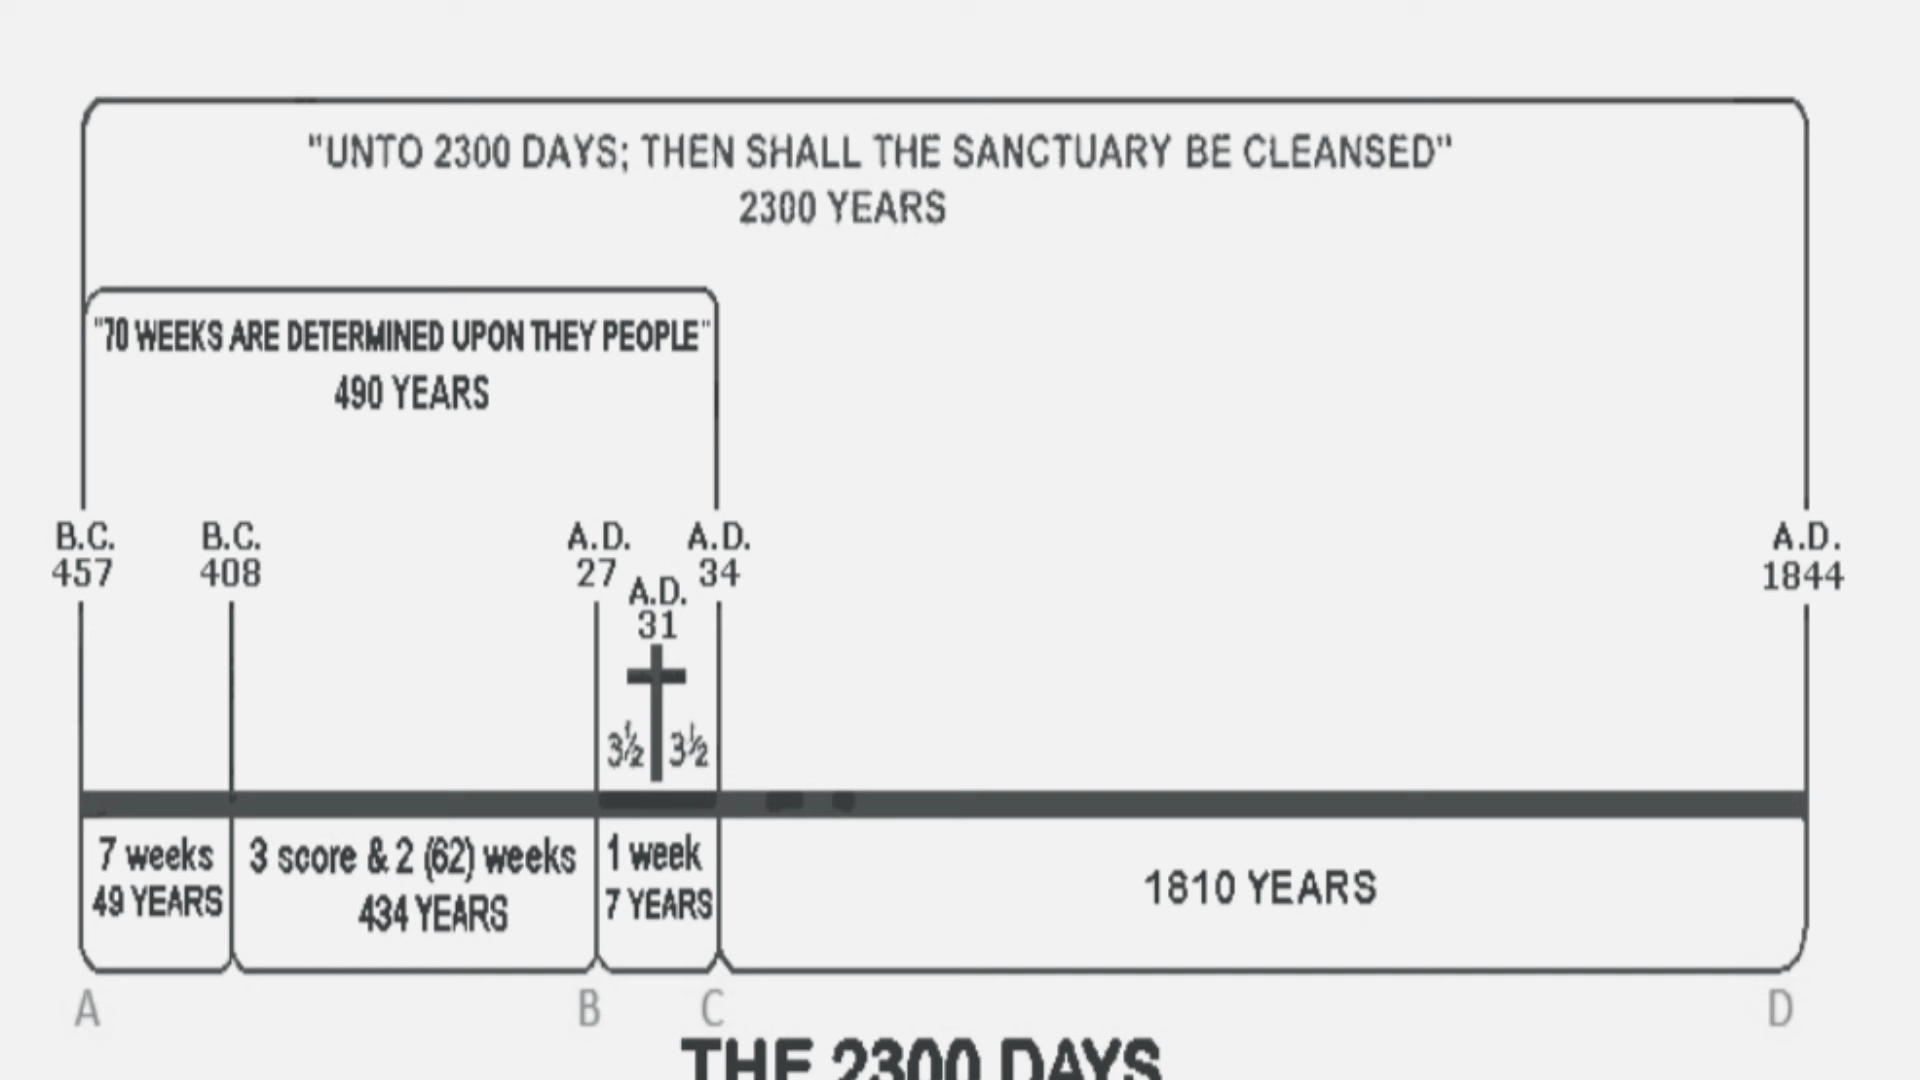 "UNTO 2300 DAYS; THEN SHALL THE SANCTUARY BE CLEANSED"
2300 YEARS
"70 WEEKS ARE DETERMINED UPON THEY PEOPLE"
490 YEARS
B.C. 457
B.C. 408
A.D. 27
A.D. 31
A.D. 34
A.D. 1844
3½ 3½
7 weeks
49 YEARS
3 score & 2 (62) weeks
434 YEARS
1 week
7 YEARS
1810 YEARS
A B C D
THE 2300 DAYS